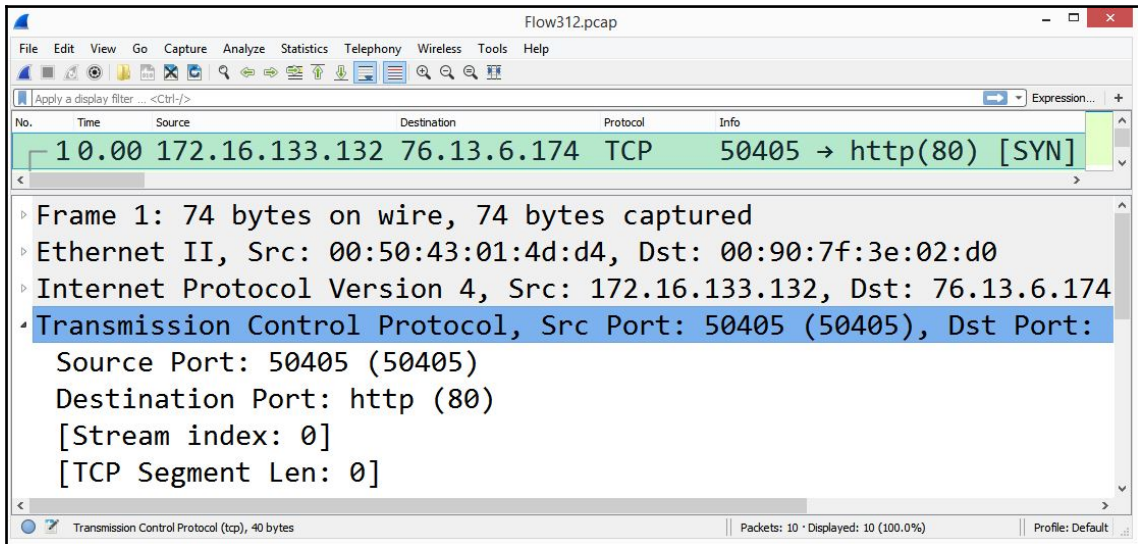 Flow312.pcap
File Edit View Go Capture Analyze Statistics Telephony Wireless Tools Help
Apply a display filter ... <Ctrl-/> Expression... +
No. Time Source Destination Protocol Info
1 0.00 172.16.133.132 76.13.6.174 TCP 50405 → http(80) [SYN]
Frame 1: 74 bytes on wire, 74 bytes captured
Ethernet II, Src: 00:50:43:01:4d:d4, Dst: 00:90:7f:3e:02:d0
Internet Protocol Version 4, Src: 172.16.133.132, Dst: 76.13.6.174
Transmission Control Protocol, Src Port: 50405 (50405), Dst Port:
Source Port: 50405 (50405)
Destination Port: http (80)
[Stream index: 0]
[TCP Segment Len: 0]
Transmission Control Protocol (tcp), 40 bytes Packets: 10 · Displayed: 10 (100.0%) Profile: Default